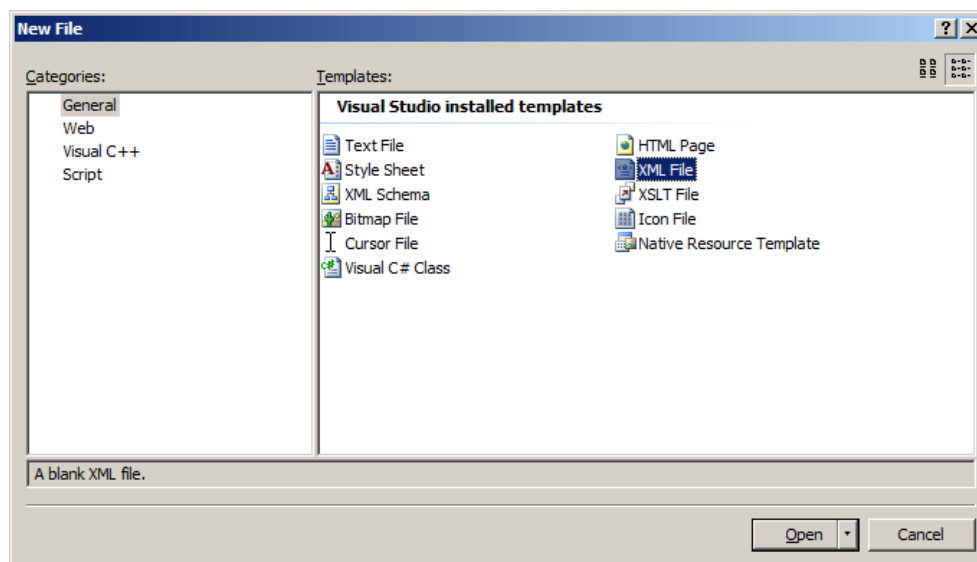 New File
Categories:
Templates:
General
Web
Visual C++
Script
Visual Studio installed templates
Text File
HTML Page
Style Sheet
XML File
XML Schema
XSLT File
Bitmap File
Icon File
Cursor File
Native Resource Template
Visual C# Class
A blank XML file.
Open
Cancel